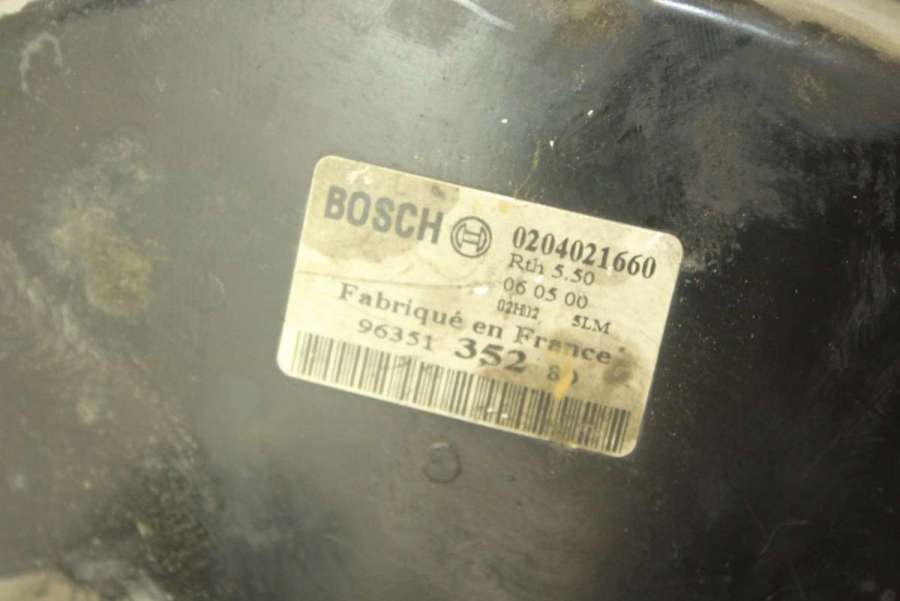 BOSCH 0204021660
Rth 5.50
06 05 00
02H02 5LM
Fabriqué en France
96351 352 80